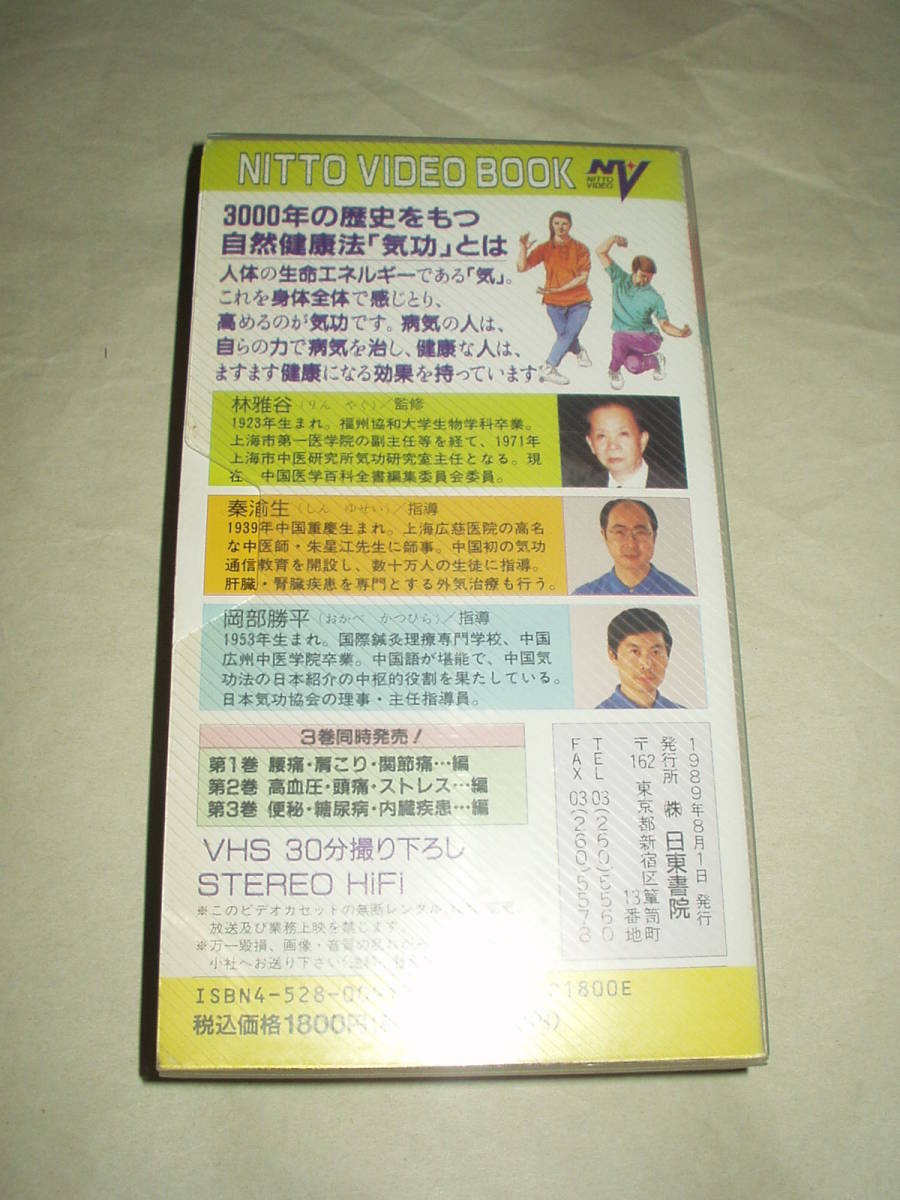 NITTO VIDEO BOOK
NITTO
VIDEO
3000年の歴史をもつ
自然健康法「気功」とは
人体の生命エネルギーである「気」。
これを身体全体で感じとり、
高めるのが気功です。病気の人は、
自らの力で病気を治し、健康な人は、
ますます健康になる効果を持っています。
林雅谷(りん やぐ)/監修
1923年生まれ。福州協和大学生物学科卒業。
上海市第一医学院の副主任等を経て、1971年
上海市中医研究所気功研究室主任となる。現
在 中国医学百科全書編集委員会委員。
秦渝生(しん ゆせい)/指導
1939年中国重慶生まれ。上海広慈医院の高名
な中医師・朱星江先生に師事。中国初の気功
通信教育を開設し、数十万人の生徒に指導。
肝臓・腎臓疾患を専門とする外気治療も行う。
岡部勝平(おかべ かつひら)/指導
1953年生まれ。国際鍼灸理療専門学校、中国
広州中医学院卒業。中国語が堪能で、中国気
功法の日本紹介の中枢的役割を果たしている。
日本気功協会の理事・主任指導員。
3巻同時発売!
第1巻 腰痛・肩こり・関節痛…編
第2巻 高血圧・頭痛・ストレス…編
第3巻 便秘・糖尿病・内臓疾患…編
VHS 30分撮り下ろし
STEREO HiFi
※このビデオカセットの無断レンタル
放送及び業務上映を禁じます。
※万一毀損、画像・音質の
小社へお送り下さい
1989年8月1日 発行
発行所 ㈱ 日東書院
〒162 東京都新宿区簞笥町
13番地
TEL 03(260)5560
FAX 03(260)5578
ISBN4-528-00 1800E
税込価格1800円